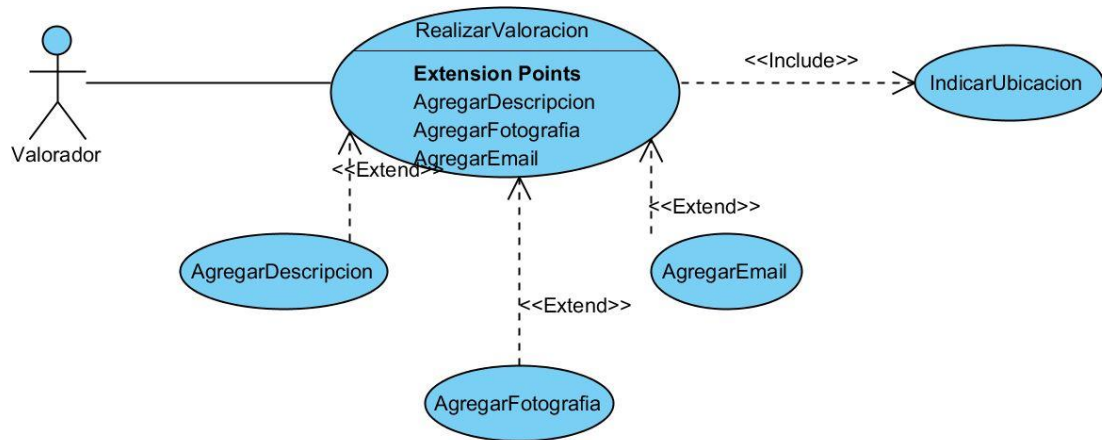 RealizarValoracion
Extension Points
AgregarDescripcion
AgregarFotografia
AgregarEmail
<<Include>>
IndicarUbicacion
Valorador
<<Extend>>
<<Extend>>
AgregarDescripcion
AgregarEmail
<<Extend>>
AgregarFotografia